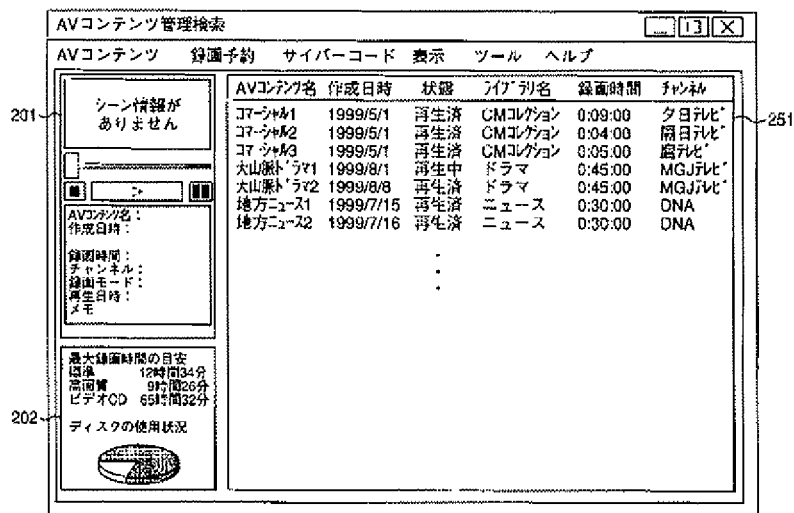 AVコンテンツ管理検索
AVコンテンツ 録画予約 サイバーコード 表示 ツール ヘルプ
201
シーン情報が
ありません
AVコンテンツ名:
作成日時:
録画時間:
チャンネル:
録画モード:
再生日時:
メモ
202
最大録画時間の目安
標準 12時間34分
高画質 9時間26分
ビデオCD 65時間32分
ディスクの使用状況
251
AVコンテンツ名 作成日時 状態 ライブラリ名 録画時間 チャンネル
コマーシャル1 1999/5/1 再生済 CMコレクション 0:09:00 夕日テレビ
コマーシャル2 1999/5/1 再生済 CMコレクション 0:04:00 テレビ
コマーシャル3 1999/5/1 再生済 CMコレクション 0:05:00 テレビ
大山脈ドラマ1 1999/8/1 再生中 ドラマ 0:45:00 MGJテレビ
大山脈ドラマ2 1999/8/8 再生済 ドラマ 0:45:00 MGJテレビ
地方ニュース1 1999/7/15 再生済 ニュース 0:30:00 DNA
地方ニュース2 1999/7/16 再生済 ニュース 0:30:00 DNA